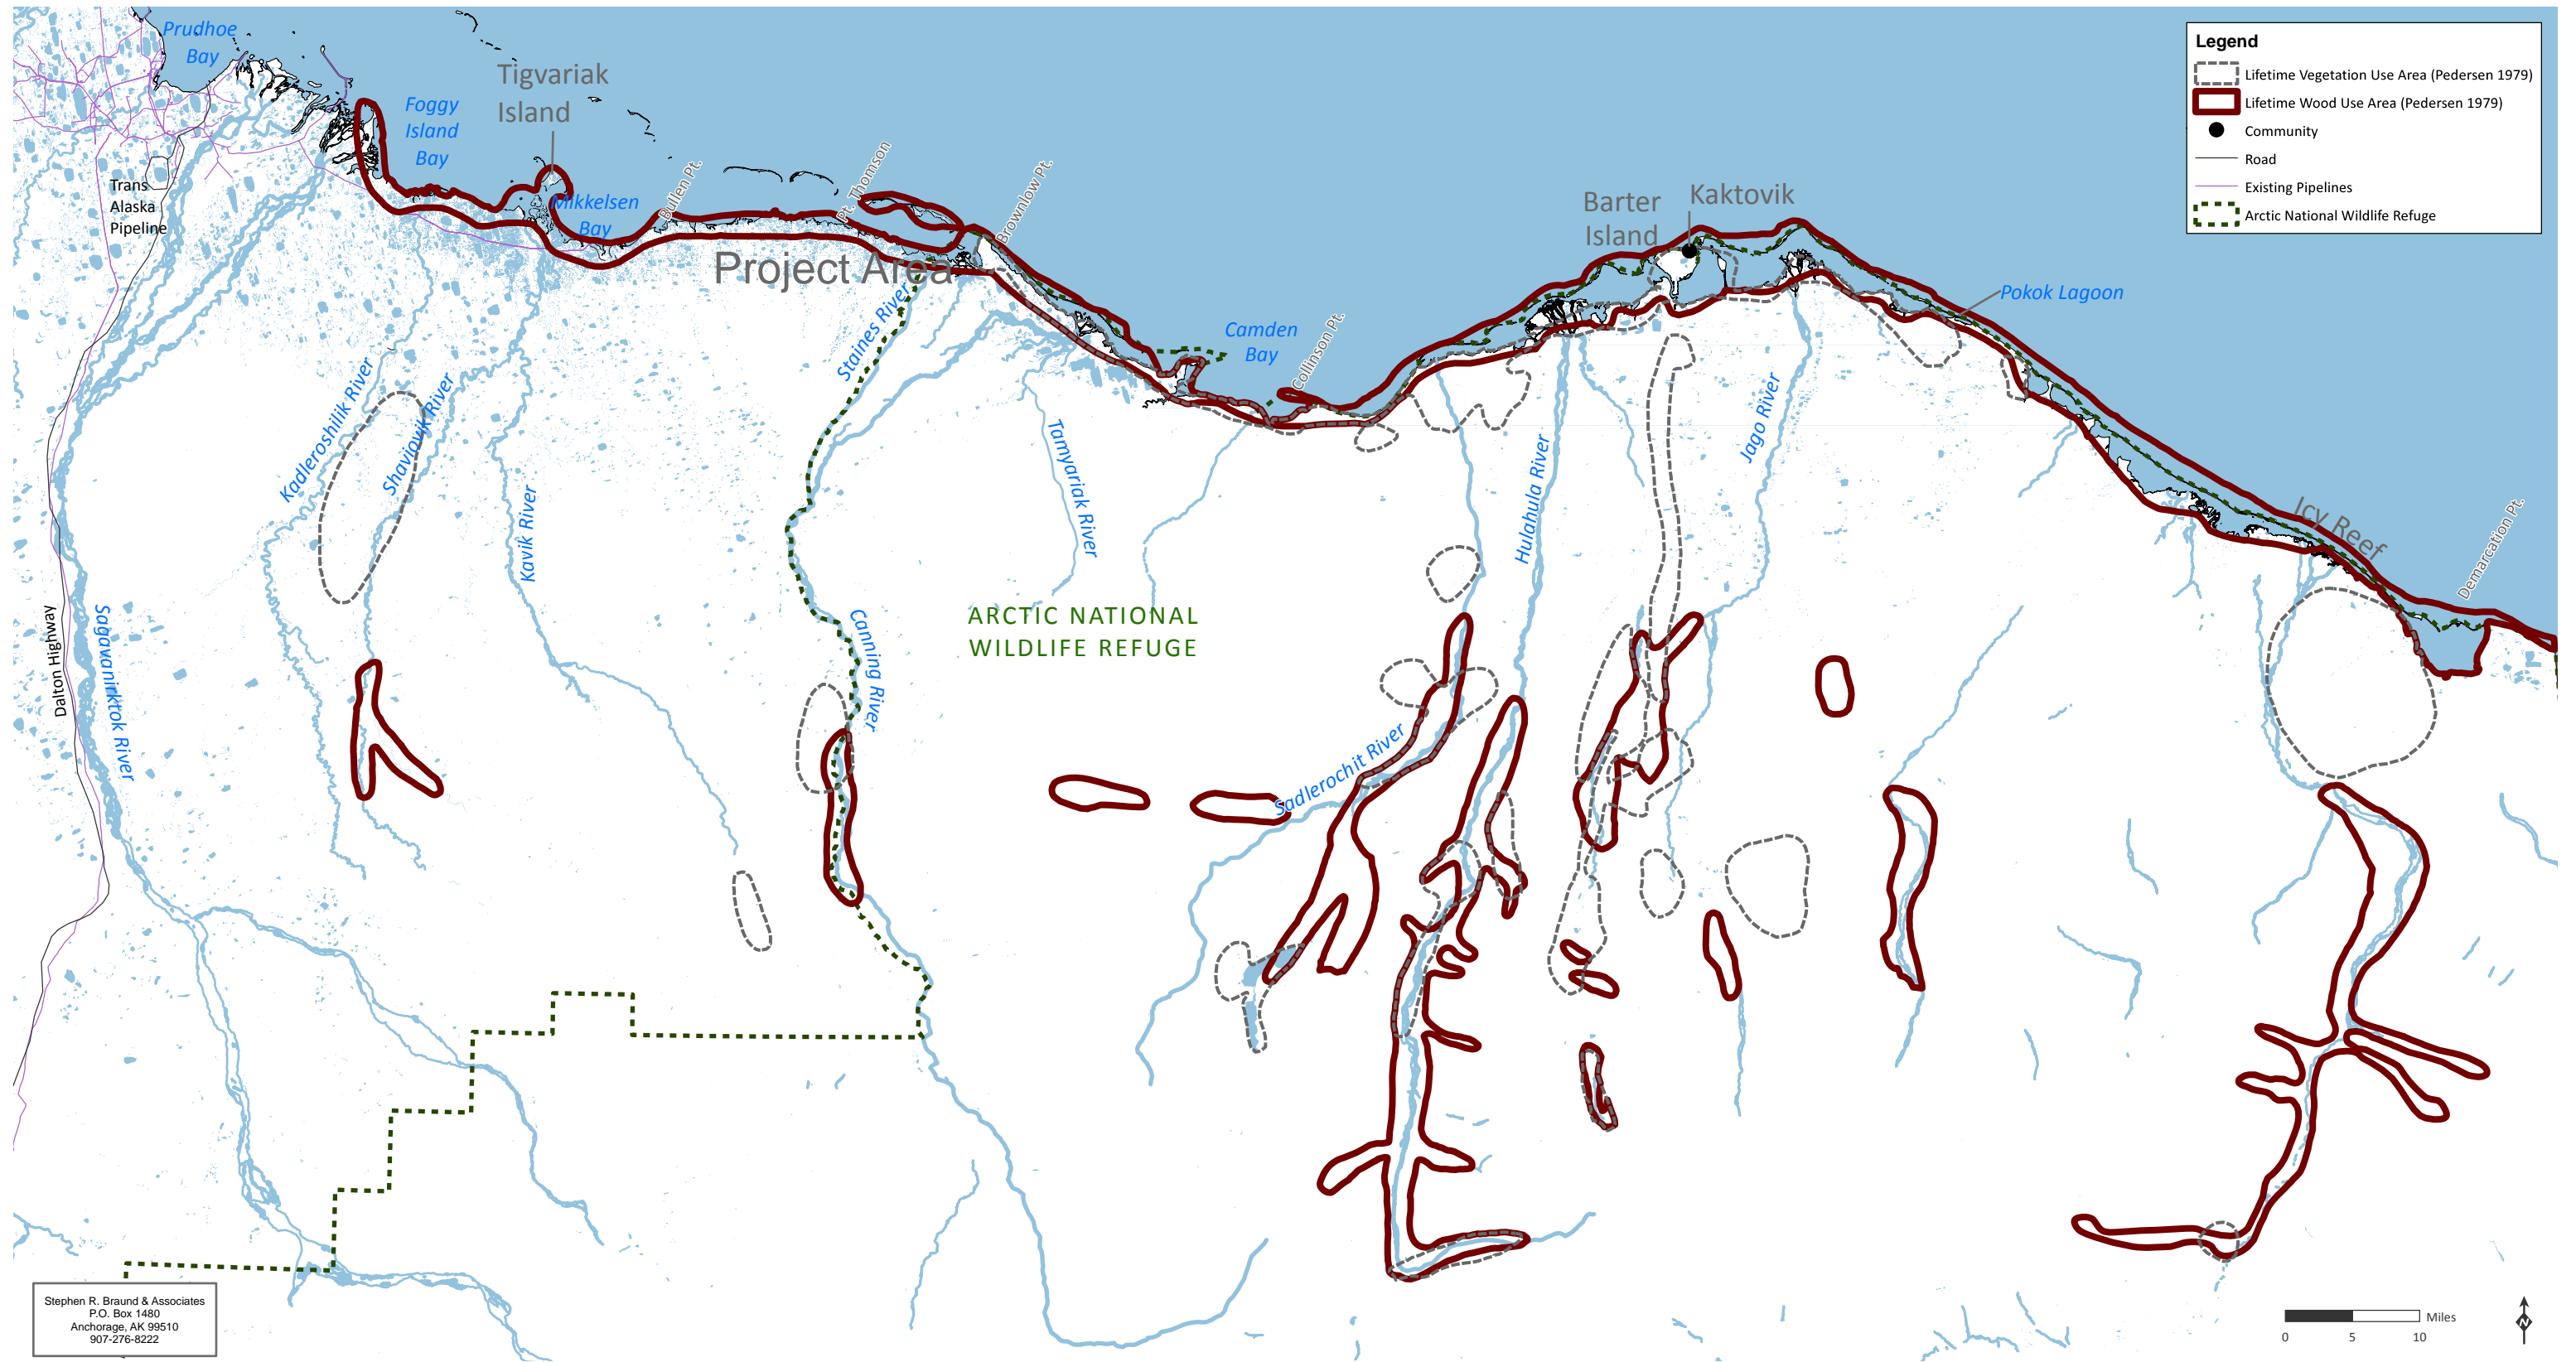 Prudhoe
Bay
Tigvariak
Island
Foggy
Island
Bay
Mikkelsen
Bay
Bullen Pt.
Pt. Thomson
Brownlow Pt.
Trans
Alaska
Pipeline
Project Area
Staines River
Camden
Bay
Collinson Pt.
Barter
Island
Kaktovik
Pokok Lagoon
Icy Reef
Demarcation Pt.
Kadleroshilik River
Shaviovik River
Kavik River
Tamyariak River
Hulahula River
Jago River
Dalton Highway
Sagavanirktok River
Canning River
ARCTIC NATIONAL
WILDLIFE REFUGE
Sadlerochit River
Legend
Lifetime Vegetation Use Area (Pedersen 1979)
Lifetime Wood Use Area (Pedersen 1979)
Community
Road
Existing Pipelines
Arctic National Wildlife Refuge
Stephen R. Braund & Associates
P.O. Box 1480
Anchorage, AK 99510
907-276-8222
Miles
0 5 10
N